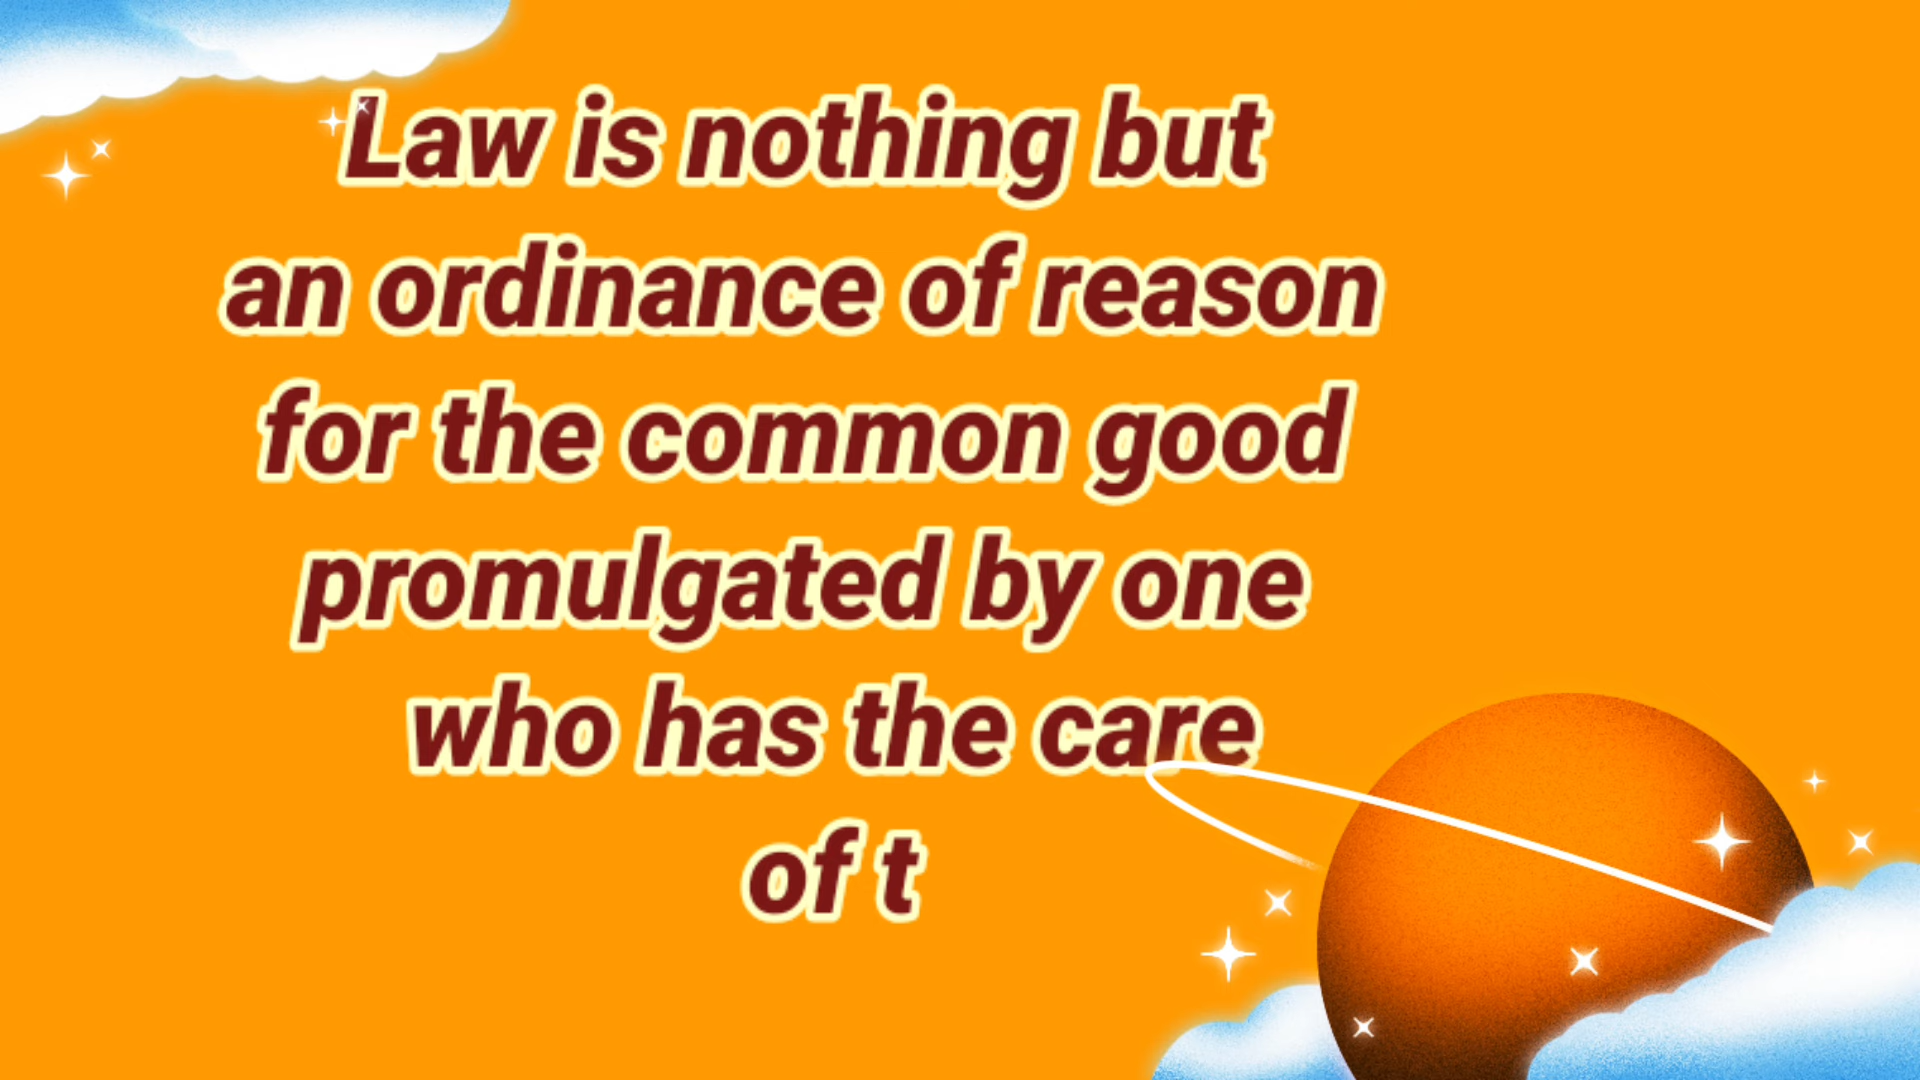 Law is nothing but
an ordinance of reason
for the common good
promulgated by one
who has the care
of t